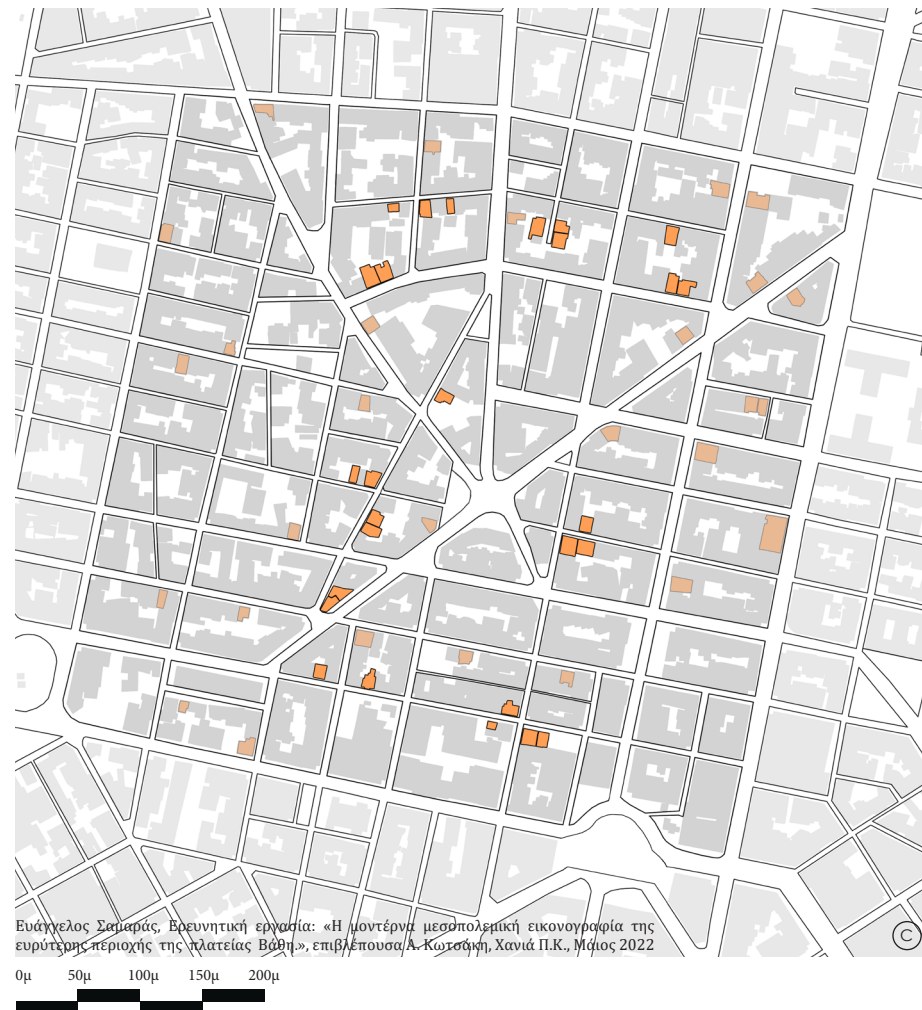 Ευάγγελος Σαμαράς, Ερευνητική εργασία: «Η μοντέρνα μεσοπολεμική εικονογραφία της
ευρύτερης περιοχής της πλατείας Βάθη.», επιβλέπουσα Α. Κωτσάκη, Χανιά Π.Κ., Μάιος 2022
C
0μ 50μ 100μ 150μ 200μ